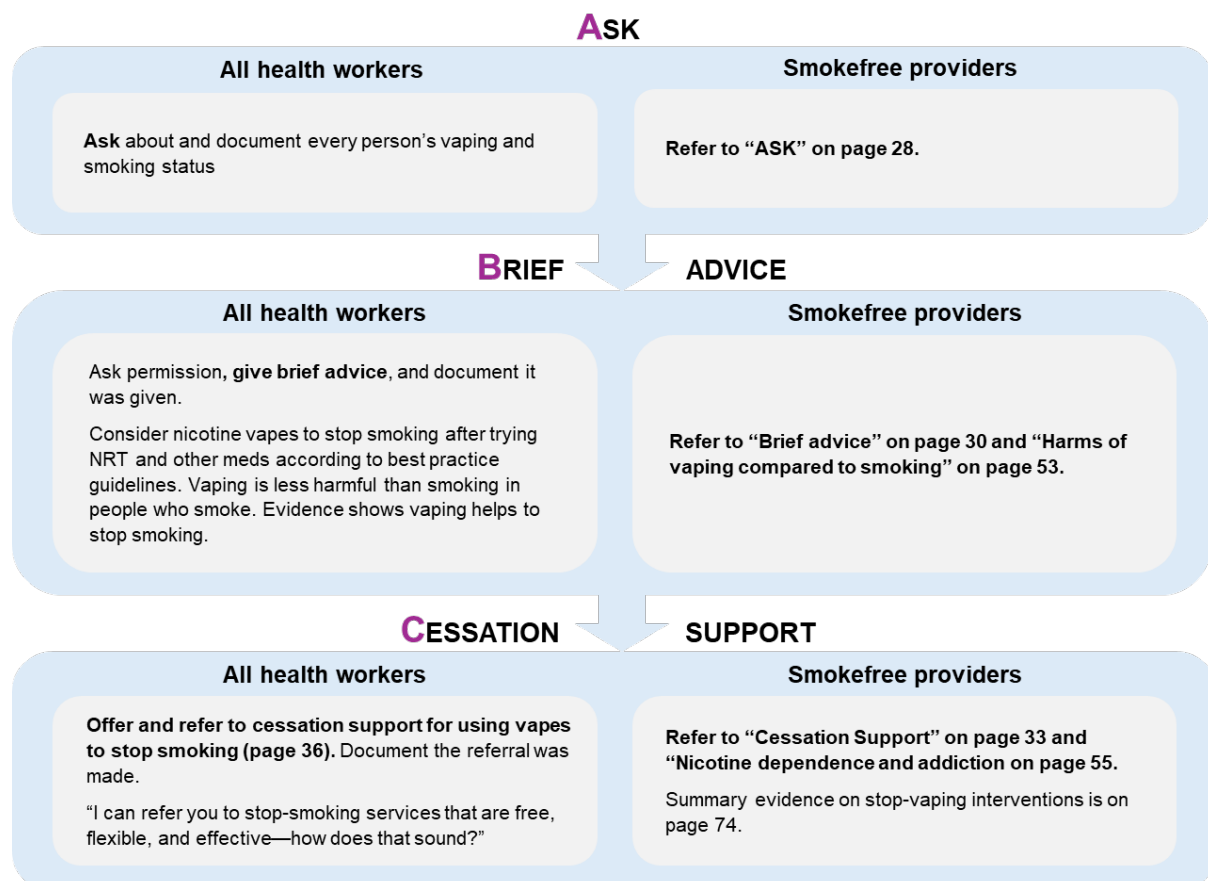 ASK
All health workers
Smokefree providers
Ask about and document every person’s vaping and
smoking status
Refer to “ASK” on page 28.
BRIEF ADVICE
All health workers
Smokefree providers
Ask permission, give brief advice, and document it
was given.
Consider nicotine vapes to stop smoking after trying
NRT and other meds according to best practice
guidelines. Vaping is less harmful than smoking in
people who smoke. Evidence shows vaping helps to
stop smoking.
Refer to “Brief advice” on page 30 and “Harms of
vaping compared to smoking” on page 53.
CESSATION SUPPORT
All health workers
Smokefree providers
Offer and refer to cessation support for using vapes
to stop smoking (page 36). Document the referral was
made.
“I can refer you to stop-smoking services that are free,
flexible, and effective—how does that sound?”
Refer to “Cessation Support” on page 33 and
“Nicotine dependence and addiction on page 55.
Summary evidence on stop-vaping interventions is on
page 74.